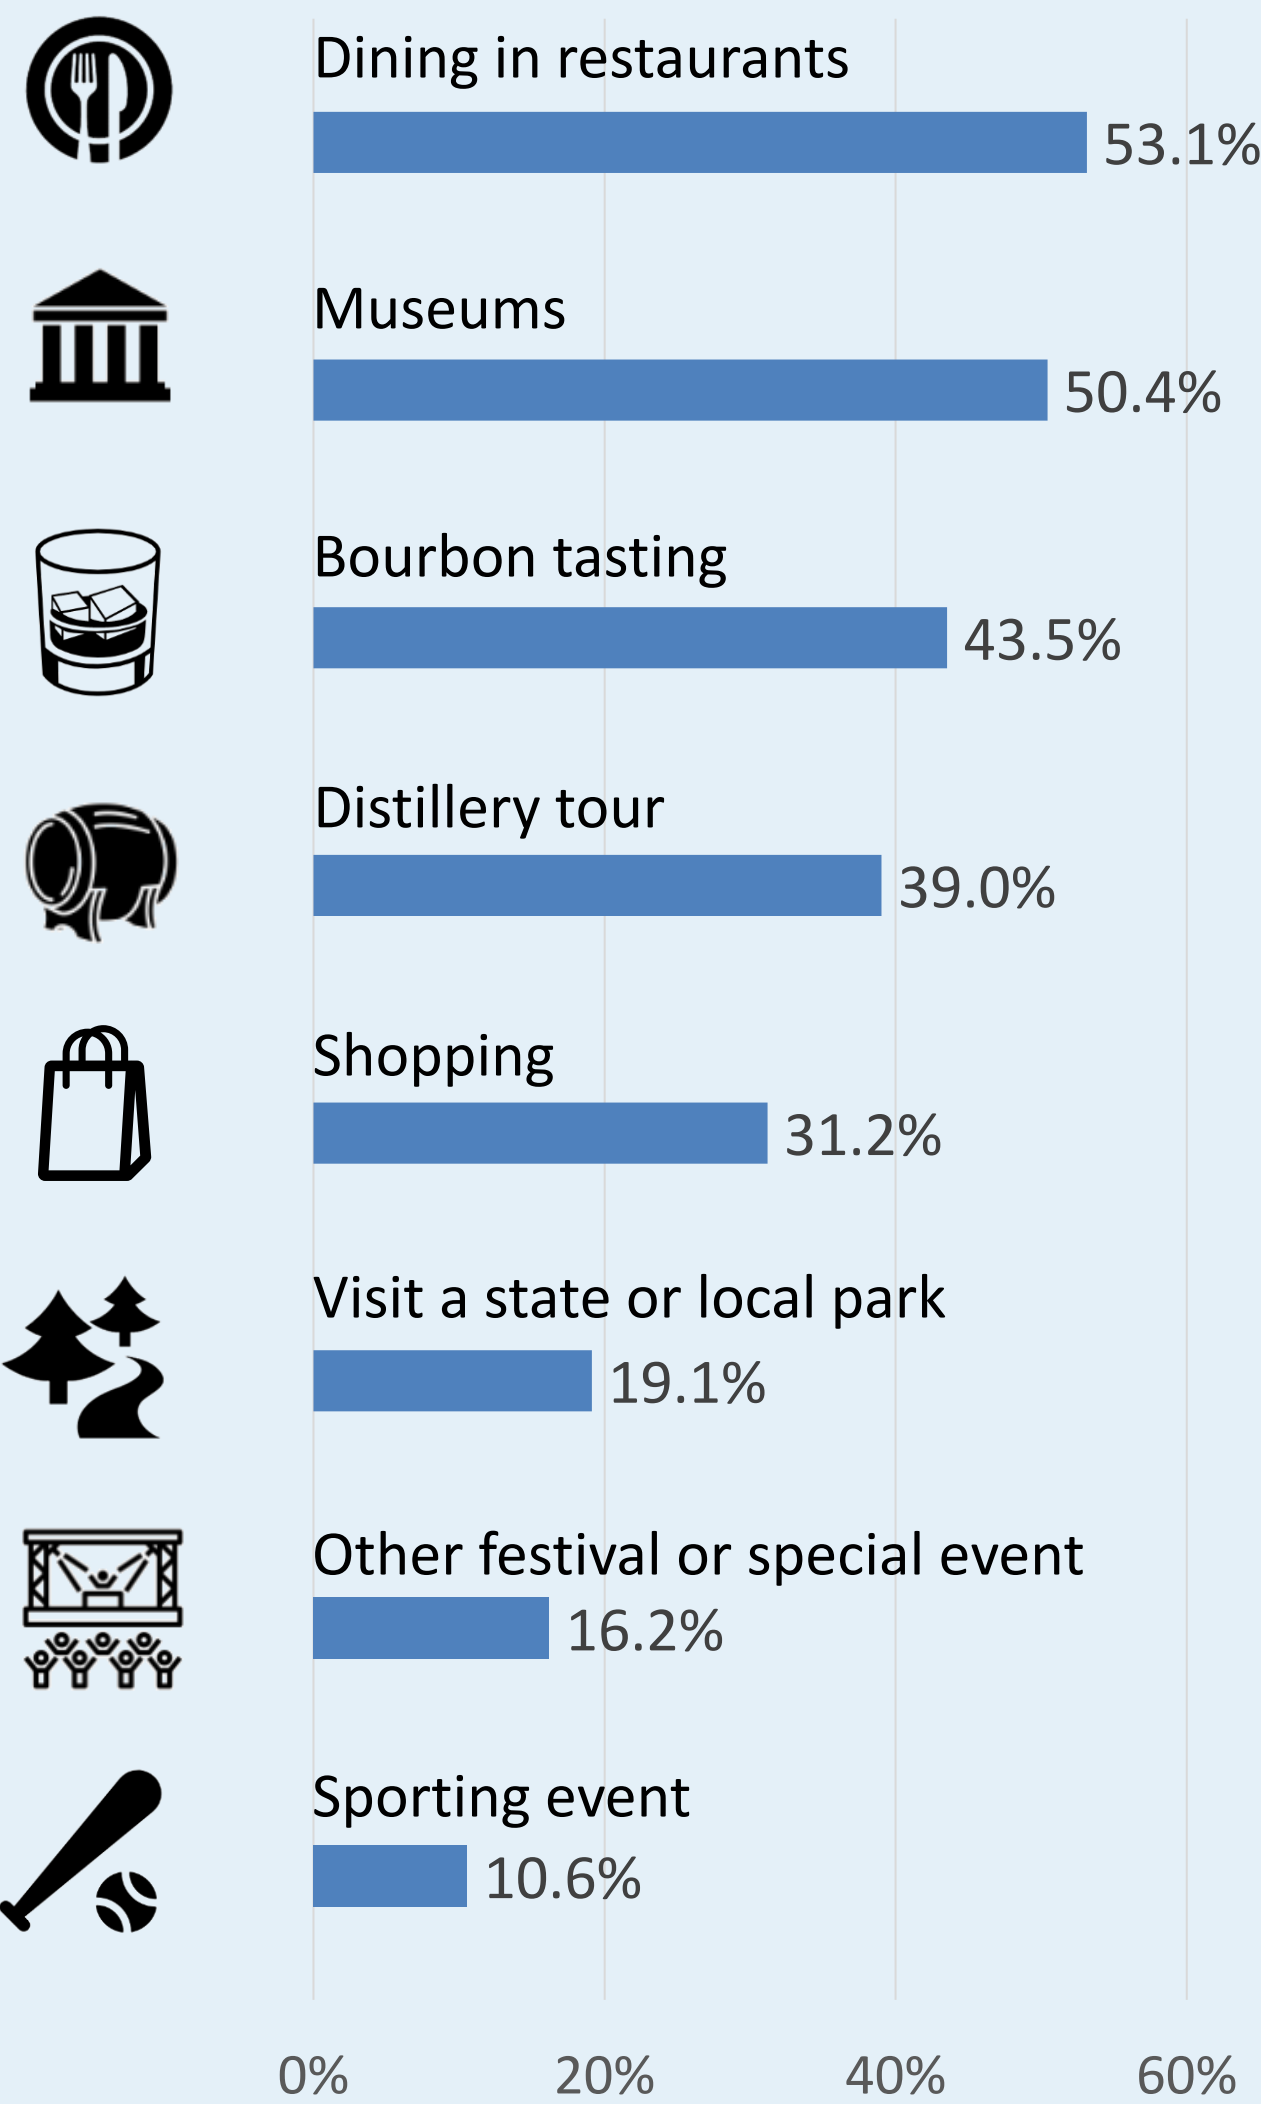 Dining in restaurants
53.1%
Museums
50.4%
Bourbon tasting
43.5%
Distillery tour
39.0%
Shopping
31.2%
Visit a state or local park
19.1%
Other festival or special event
16.2%
Sporting event
10.6%
0% 20% 40% 60%